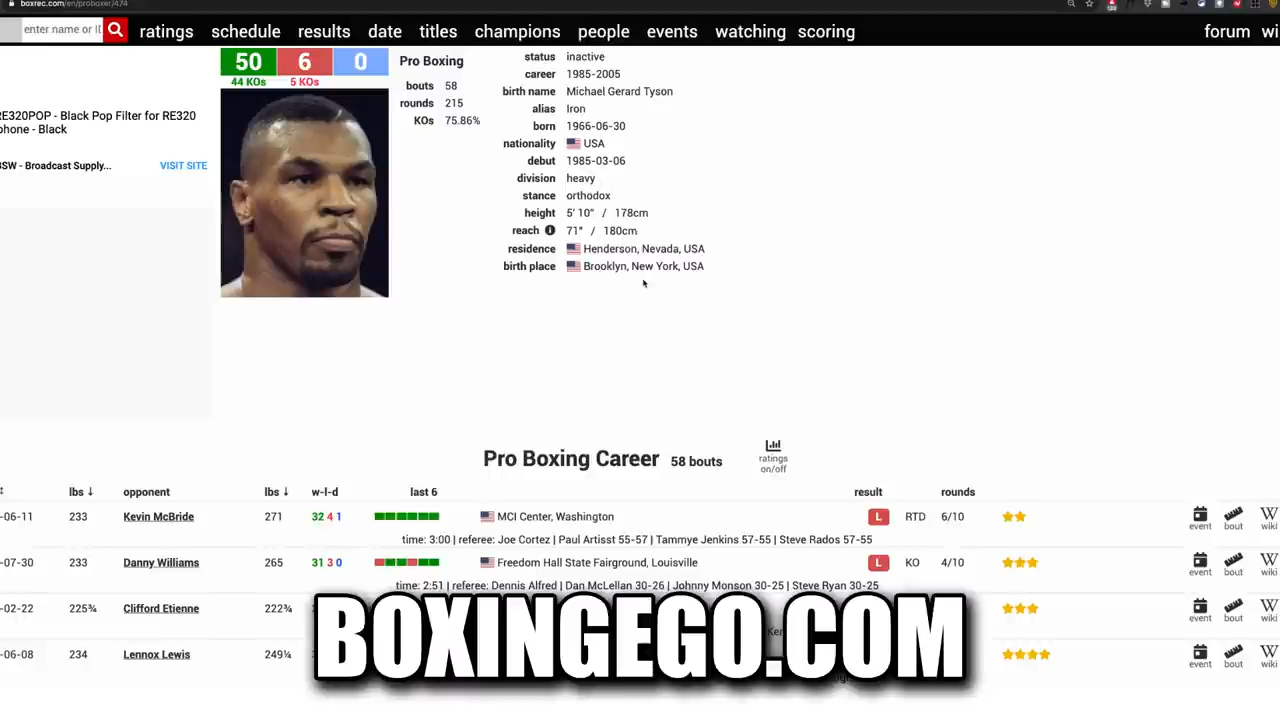 boxrec.com/en/proboxer/474
enter name or ID ratings schedule results date titles champions people events watching scoring forum wi
50 6 0
44 KOs 5 KOs
Pro Boxing
bouts 58
rounds 215
KOs 75.86%
status inactive
career 1985-2005
birth name Michael Gerard Tyson
alias Iron
born 1966-06-30
nationality USA
debut 1985-03-06
division heavy
stance orthodox
height 5' 10" / 178cm
reach 71" / 180cm
residence Henderson, Nevada, USA
birth place Brooklyn, New York, USA
RE320POP - Black Pop Filter for RE320
phone - Black
BSW - Broadcast Supply... VISIT SITE
Pro Boxing Career 58 bouts ratings
on/off
lbs ↓ opponent lbs ↓ w-l-d last 6 result rounds
-06-11 233 Kevin McBride 271 32 4 1 MCI Center, Washington L RTD 6/10 event bout wiki
time: 3:00 | referee: Joe Cortez | Paul Artisst 55-57 | Tammye Jenkins 57-55 | Steve Rados 57-55
-07-30 233 Danny Williams 265 31 3 0 Freedom Hall State Fairground, Louisville L KO 4/10 event bout wiki
time: 2:51 | referee: Dennis Alfred | Dan McLellan 30-26 | Johnny Monson 30-25 | Steve Ryan 30-25
-02-22 225¾ Clifford Etienne 222¾ event bout wiki
-06-08 234 Lennox Lewis 249¼ event bout wiki
BOXINGEGO.COM